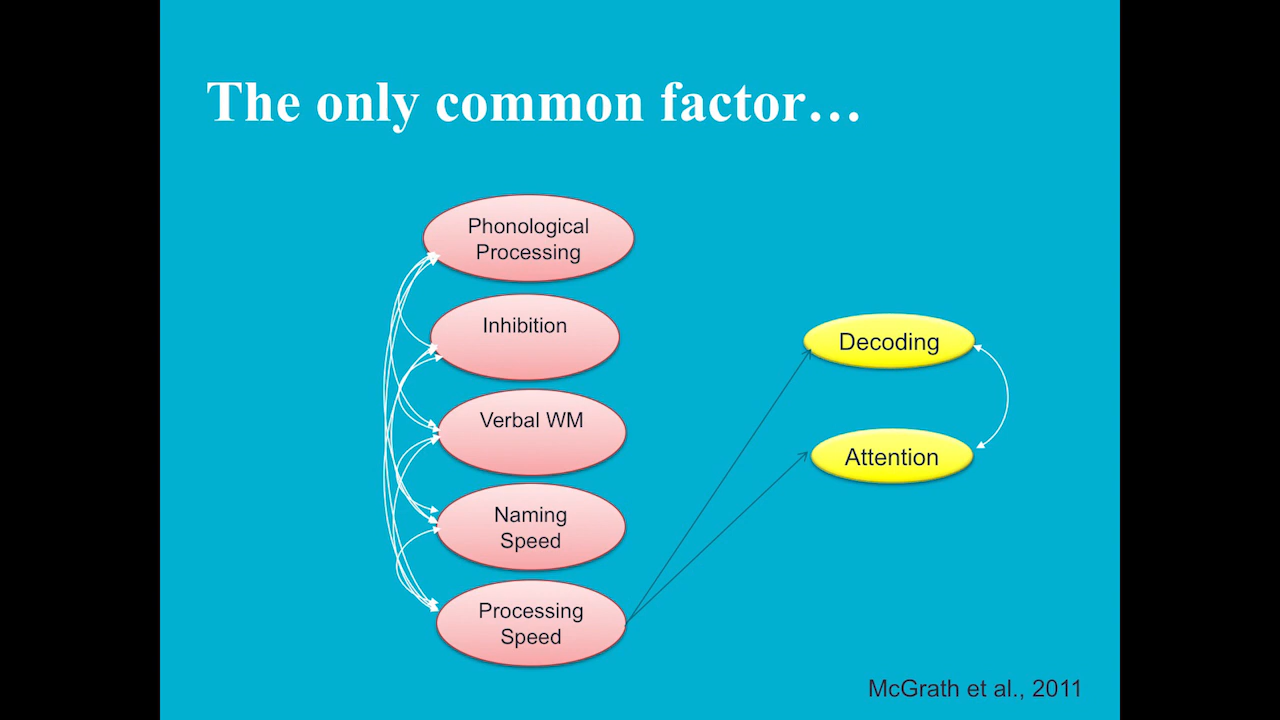 The only common factor…
Phonological
Processing
Inhibition
Verbal WM
Naming
Speed
Processing
Speed
Decoding
Attention
McGrath et al., 2011